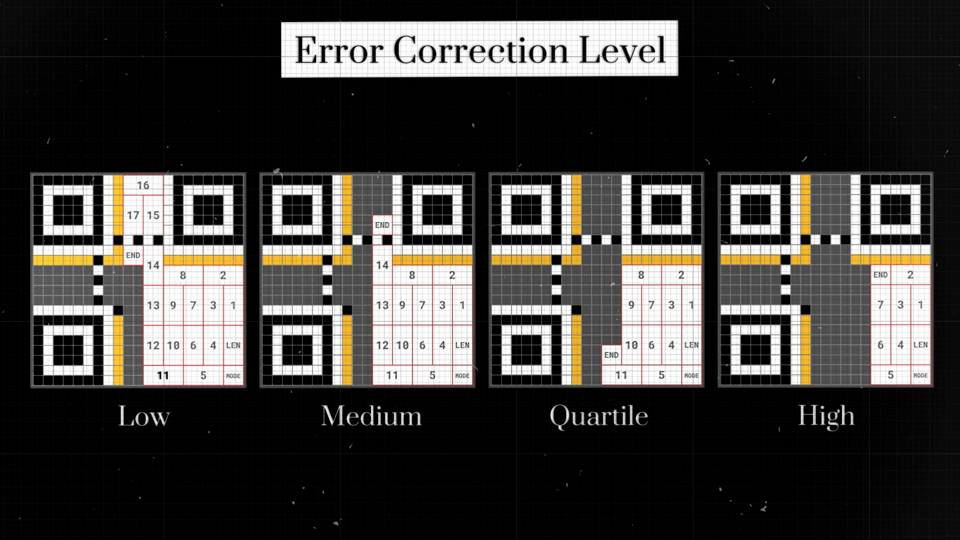 Error Correction Level
16
17 15
END
14
8 2
13 9 7 3 1
12 10 6 4 LEN
11 5 MODE
Low
END
14
8 2
13 9 7 3 1
12 10 6 4 LEN
11 5 MODE
Medium
8 2
9 7 3 1
10 6 4 LEN
END
11 5 MODE
Quartile
END 2
7 3 1
6 4 LEN
5 MODE
High